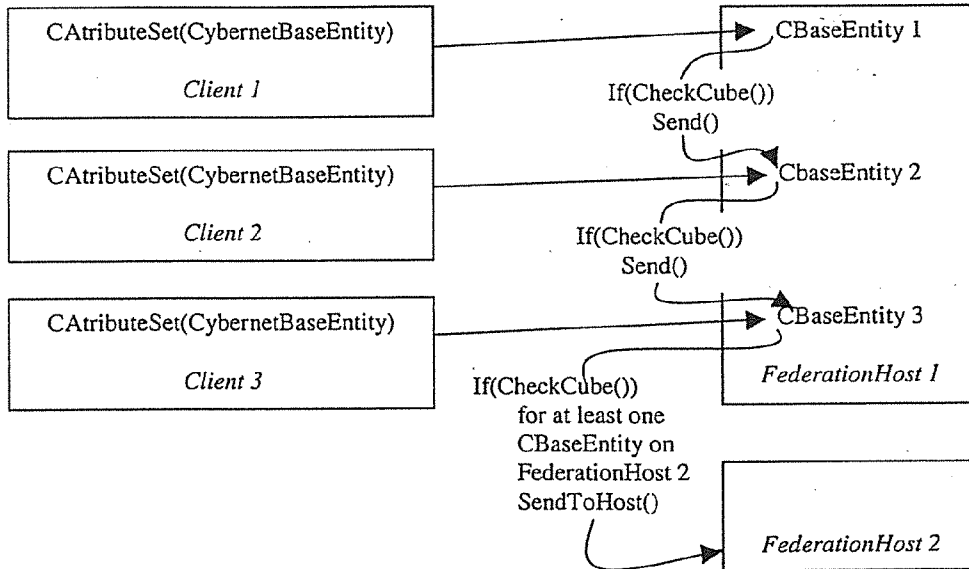 CAtributeSet(CybernetBaseEntity)
Client 1
CBaseEntity 1
If(CheckCube())
Send()
CAtributeSet(CybernetBaseEntity)
Client 2
CbaseEntity 2
If(CheckCube())
Send()
CAtributeSet(CybernetBaseEntity)
Client 3
CBaseEntity 3
FederationHost 1
If(CheckCube())
for at least one
CBaseEntity on
FederationHost 2
SendToHost()
FederationHost 2